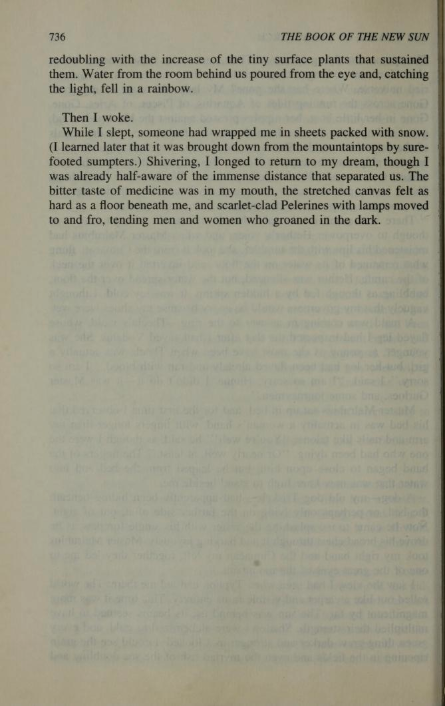 736 THE BOOK OF THE NEW SUN
redoubling with the increase of the tiny surface plants that sustained
them. Water from the room behind us poured from the eye and, catching
the light, fell in a rainbow.
Then I woke.
While I slept, someone had wrapped me in sheets packed with snow.
(I learned later that it was brought down from the mountaintops by sure-
footed sumpters.) Shivering, I longed to return to my dream, though I
was already half-aware of the immense distance that separated us. The
bitter taste of medicine was in my mouth, the stretched canvas felt as
hard as a floor beneath me, and scarlet-clad Pelerines with lamps moved
to and fro, tending men and women who groaned in the dark.